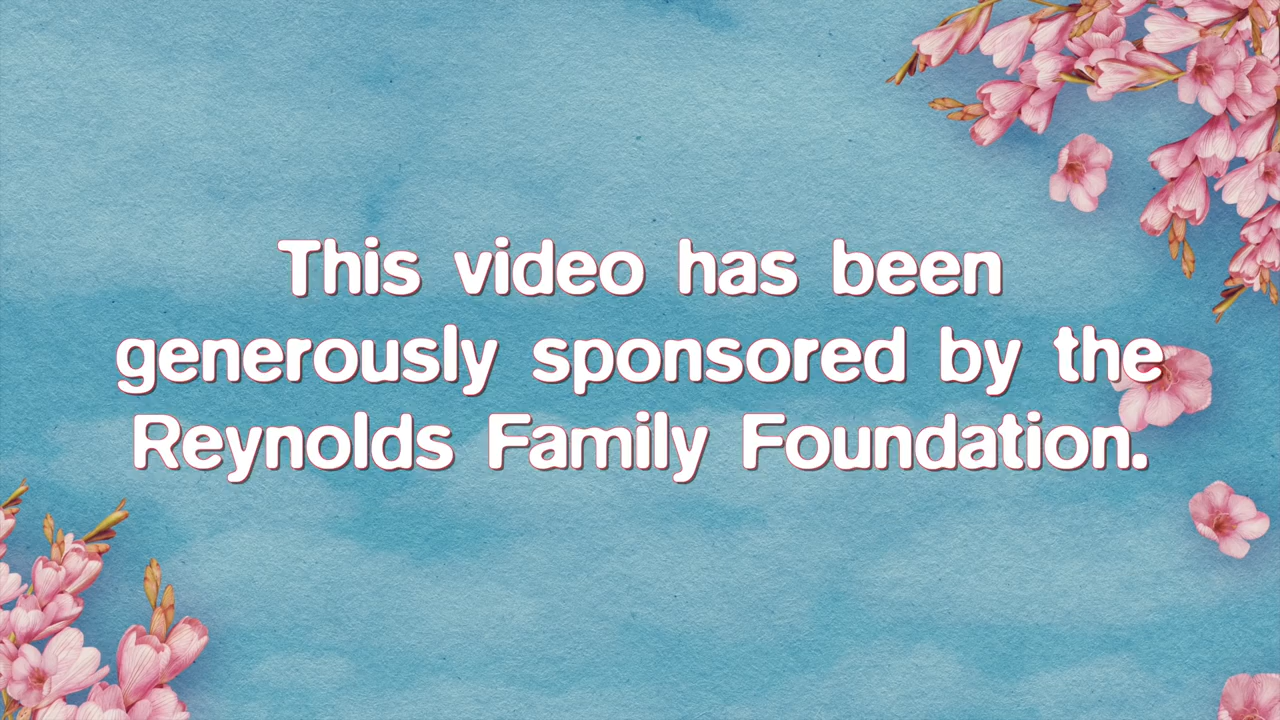 This video has been
generously sponsored by the
Reynolds Family Foundation.